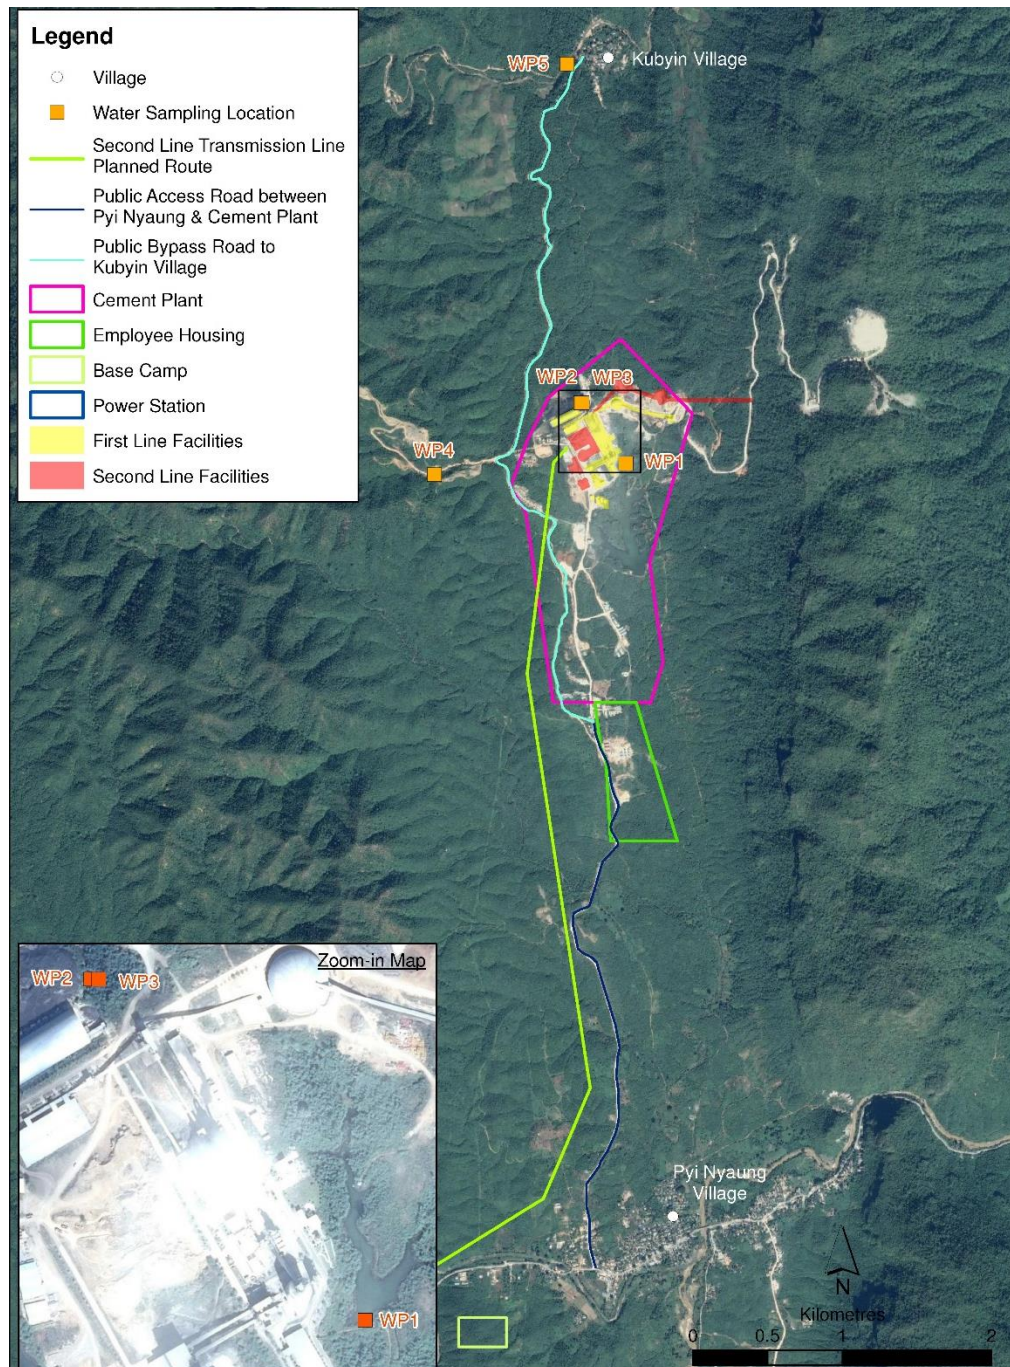 Legend
Village
Water Sampling Location
Second Line Transmission Line
Planned Route
Public Access Road between
Pyi Nyaung & Cement Plant
Public Bypass Road to
Kubyin Village
Cement Plant
Employee Housing
Base Camp
Power Station
First Line Facilities
Second Line Facilities
WP5
Kubyin Village
WP2
WP3
WP4
WP1
Zoom-in Map
WP2
WP3
WP1
Pyi Nyaung
Village
N
Kilometres
0
0.5
1
2